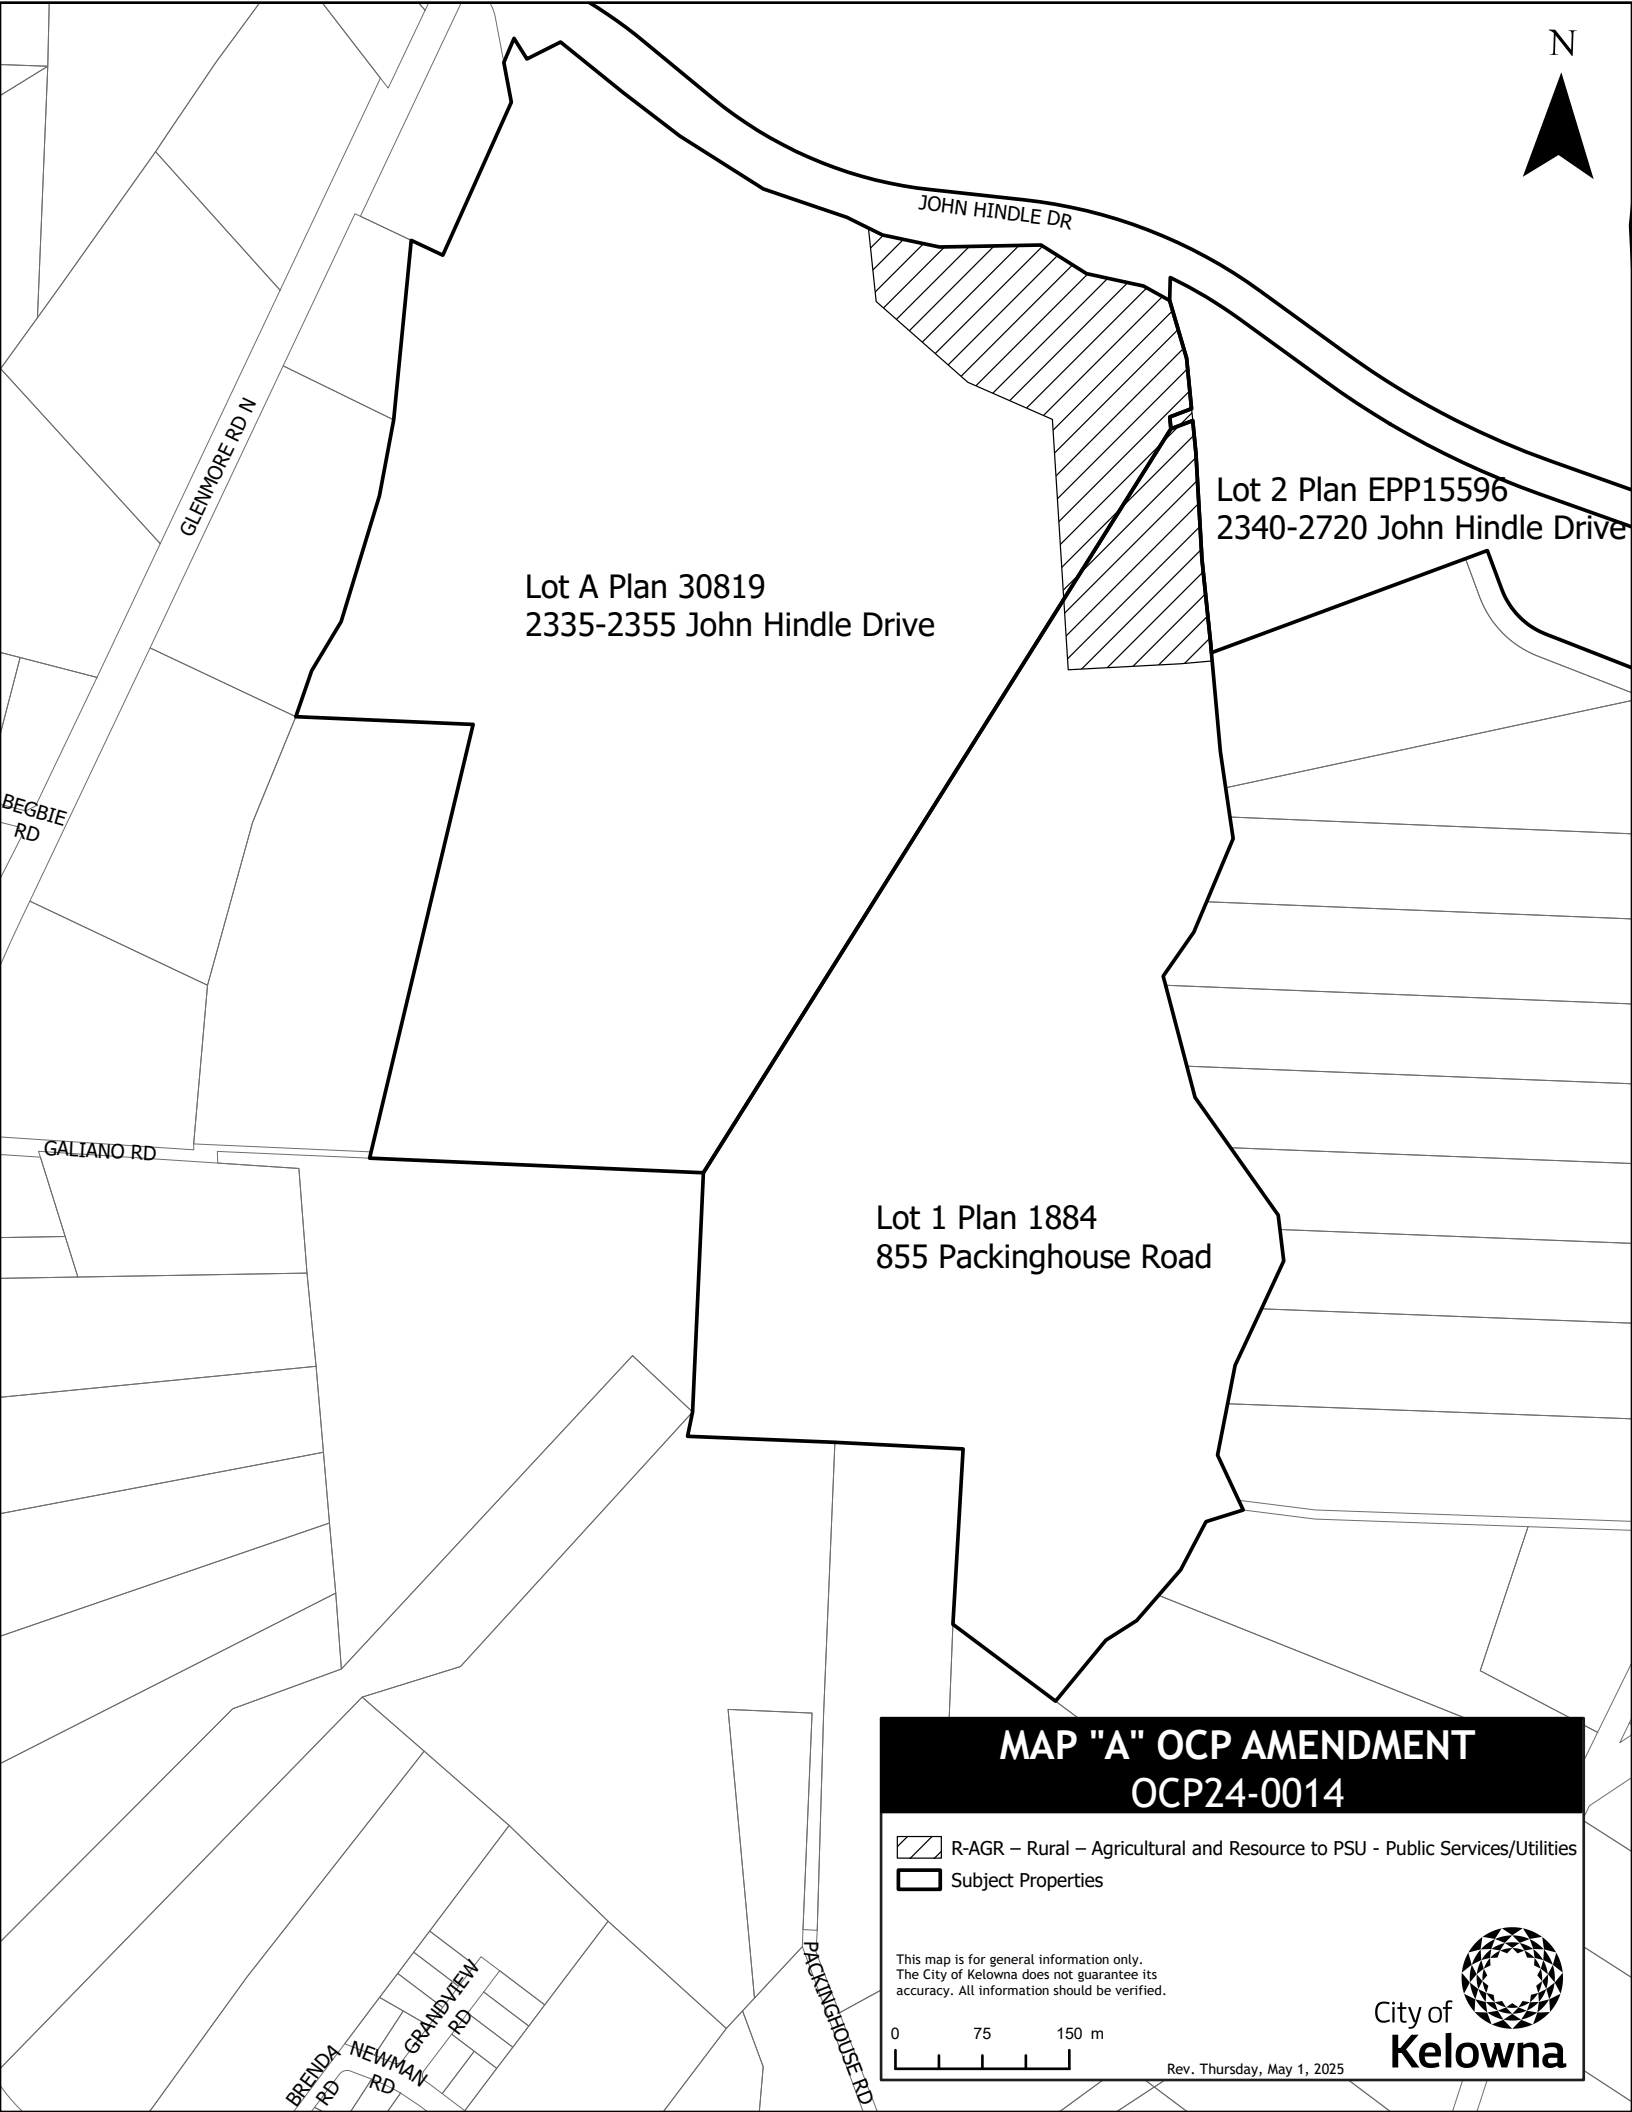 N
JOHN HINDLE DR
GLENMORE RD N
Lot 2 Plan EPP15596
2340-2720 John Hindle Drive
Lot A Plan 30819
2335-2355 John Hindle Drive
BEGBIE
RD
GALIANO RD
Lot 1 Plan 1884
855 Packinghouse Road
MAP "A" OCP AMENDMENT
OCP24-0014
R-AGR – Rural – Agricultural and Resource to PSU - Public Services/Utilities
Subject Properties
This map is for general information only.
The City of Kelowna does not guarantee its
accuracy. All information should be verified.
0 75 150 m
Rev. Thursday, May 1, 2025
City of
Kelowna
PACKINGHOUSE RD
GRANDVIEW
RD
NEWMAN
RD
BRENDA
RD